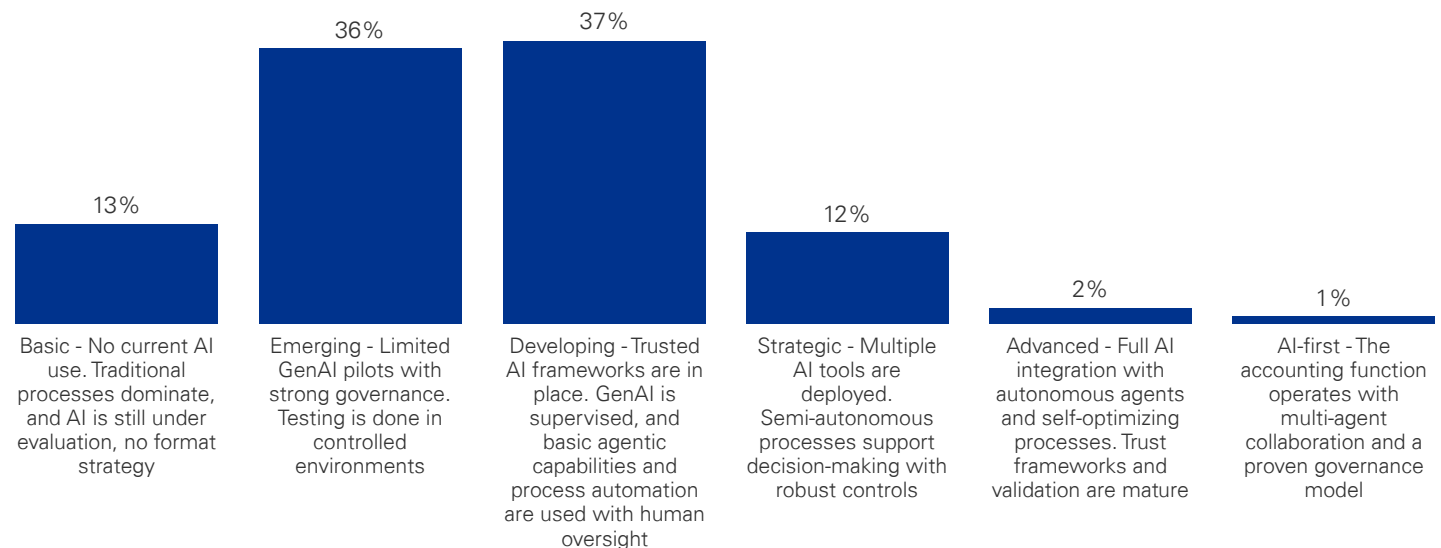 13%
36%
37%
12%
2%
1%
Basic - No current AI
use. Traditional
processes dominate,
and AI is still under
evaluation, no format
strategy
Emerging - Limited
GenAI pilots with
strong governance.
Testing is done in
controlled
environments
Developing - Trusted
AI frameworks are in
place. GenAI is
supervised, and
basic agentic
capabilities and
process automation
are used with human
oversight
Strategic - Multiple
AI tools are
deployed.
Semi-autonomous
processes support
decision-making with
robust controls
Advanced - Full AI
integration with
autonomous agents
and self-optimizing
processes. Trust
frameworks and
validation are mature
AI-first - The
accounting function
operates with
multi-agent
collaboration and a
proven governance
model